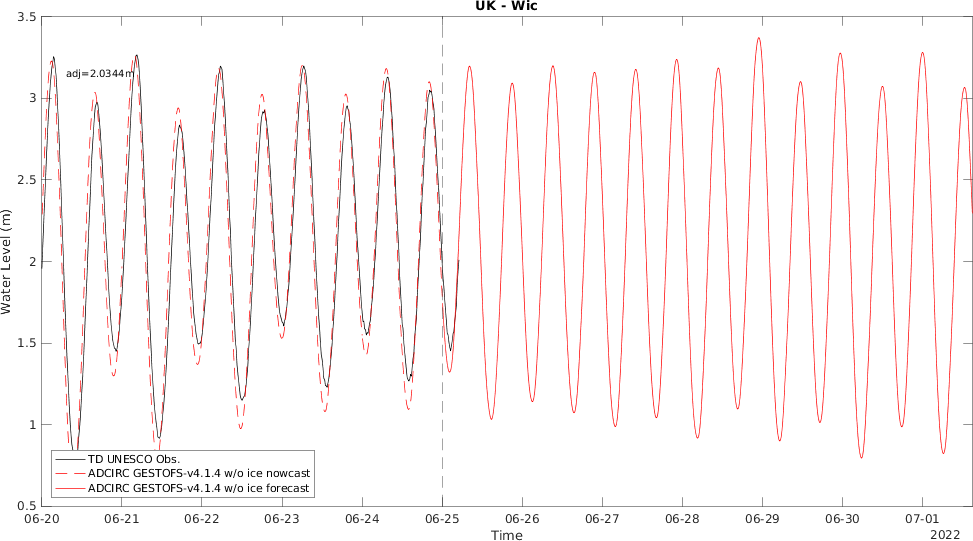 UK - Wic
3.5
3
2.5
2
1.5
1
0.5
Water Level (m)
adj=2.0344m
TD UNESCO Obs.
ADCIRC GESTOFS-v4.1.4 w/o ice nowcast
ADCIRC GESTOFS-v4.1.4 w/o ice forecast
06-20 06-21 06-22 06-23 06-24 06-25 06-26 06-27 06-28 06-29 06-30 07-01
Time
2022